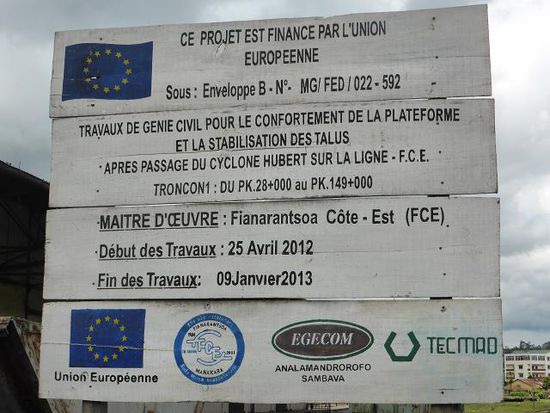 CE PROJET EST FINANCE PAR L'UNION
EUROPEENNE
Sous : Enveloppe B - N°- MG/ FED / 022 - 592
TRAVAUX DE GENIE CIVIL POUR LE CONFORTEMENT DE LA PLATEFORME
ET LA STABILISATION DES TALUS
APRES PASSAGE DU CYCLONE HUBERT SUR LA LIGNE - F.C.E.
TRONCON1 : DU PK.28+000 au PK.149+000
MAITRE D'ŒUVRE : Fianarantsoa Côte - Est (FCE)
Début des Travaux : 25 Avril 2012
Fin des Travaux: 09Janvier2013
FIANARANTSOA
FCE
MANAKARA
Union Européenne
EGECOM
ANALAMANDROROFO
SAMBAVA
TECMAD